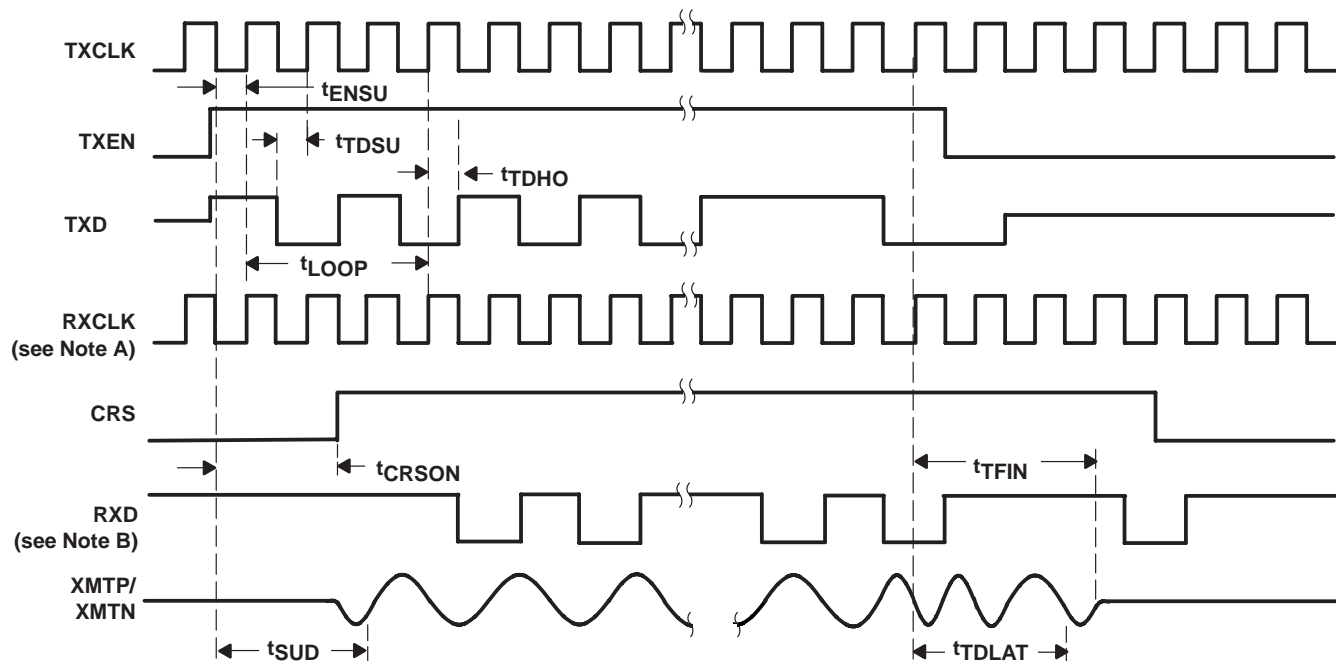 TXCLK
tENSU
TXEN
tTDSU
tTDHO
TXD
tLOOP
RXCLK
(see Note A)
CRS
tCRSON
tTFIN
RXD
(see Note B)
XMTP/
XMTN
tSUD
tTDLAT